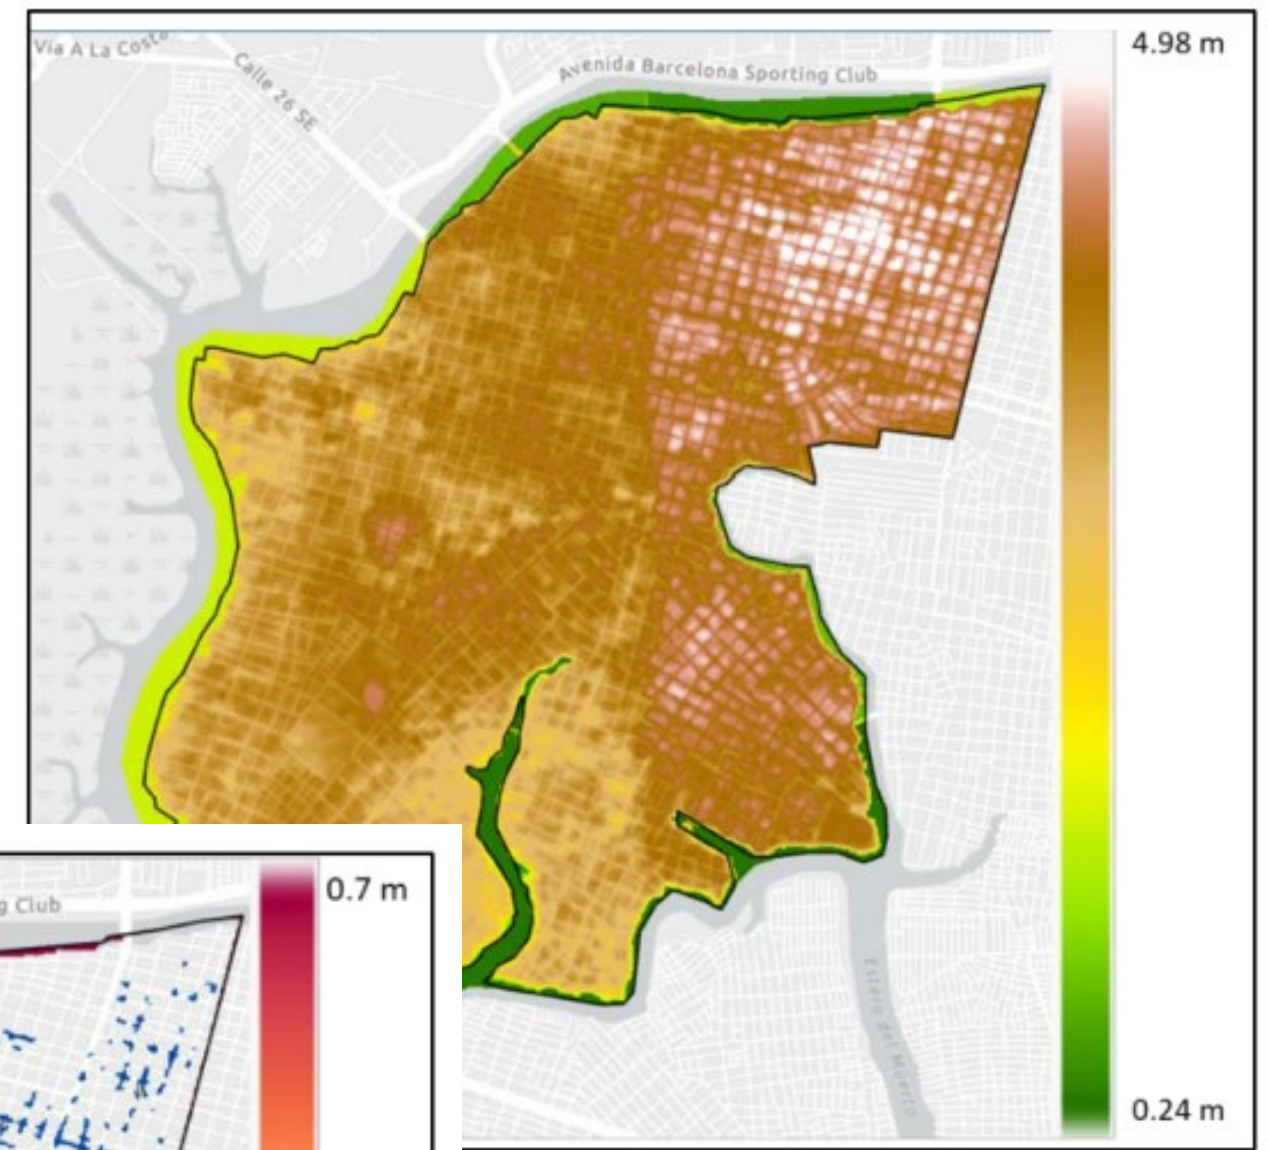 4.98 m
Via A La Costa
Calle 26 SE
Avenida Barcelona Sporting Club
0.7 m
g Club
Estero del Muerto
0.24 m